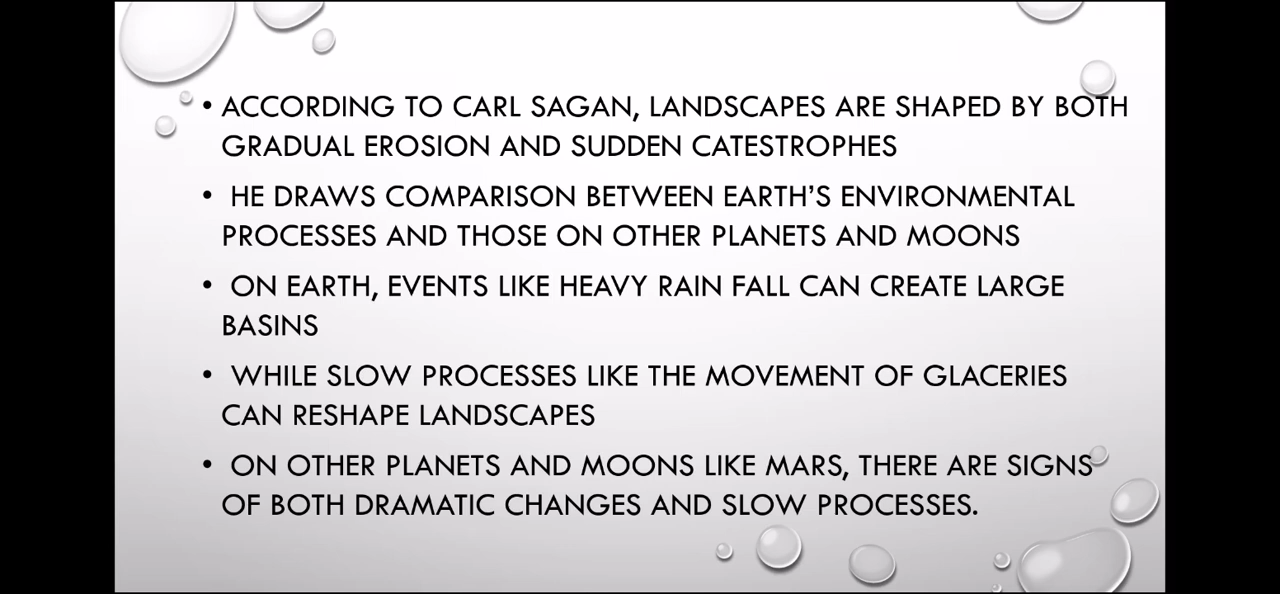 • ACCORDING TO CARL SAGAN, LANDSCAPES ARE SHAPED BY BOTH
GRADUAL EROSION AND SUDDEN CATESTROPHES
• HE DRAWS COMPARISON BETWEEN EARTH’S ENVIRONMENTAL
PROCESSES AND THOSE ON OTHER PLANETS AND MOONS
• ON EARTH, EVENTS LIKE HEAVY RAIN FALL CAN CREATE LARGE
BASINS
• WHILE SLOW PROCESSES LIKE THE MOVEMENT OF GLACERIES
CAN RESHAPE LANDSCAPES
• ON OTHER PLANETS AND MOONS LIKE MARS, THERE ARE SIGNS
OF BOTH DRAMATIC CHANGES AND SLOW PROCESSES.